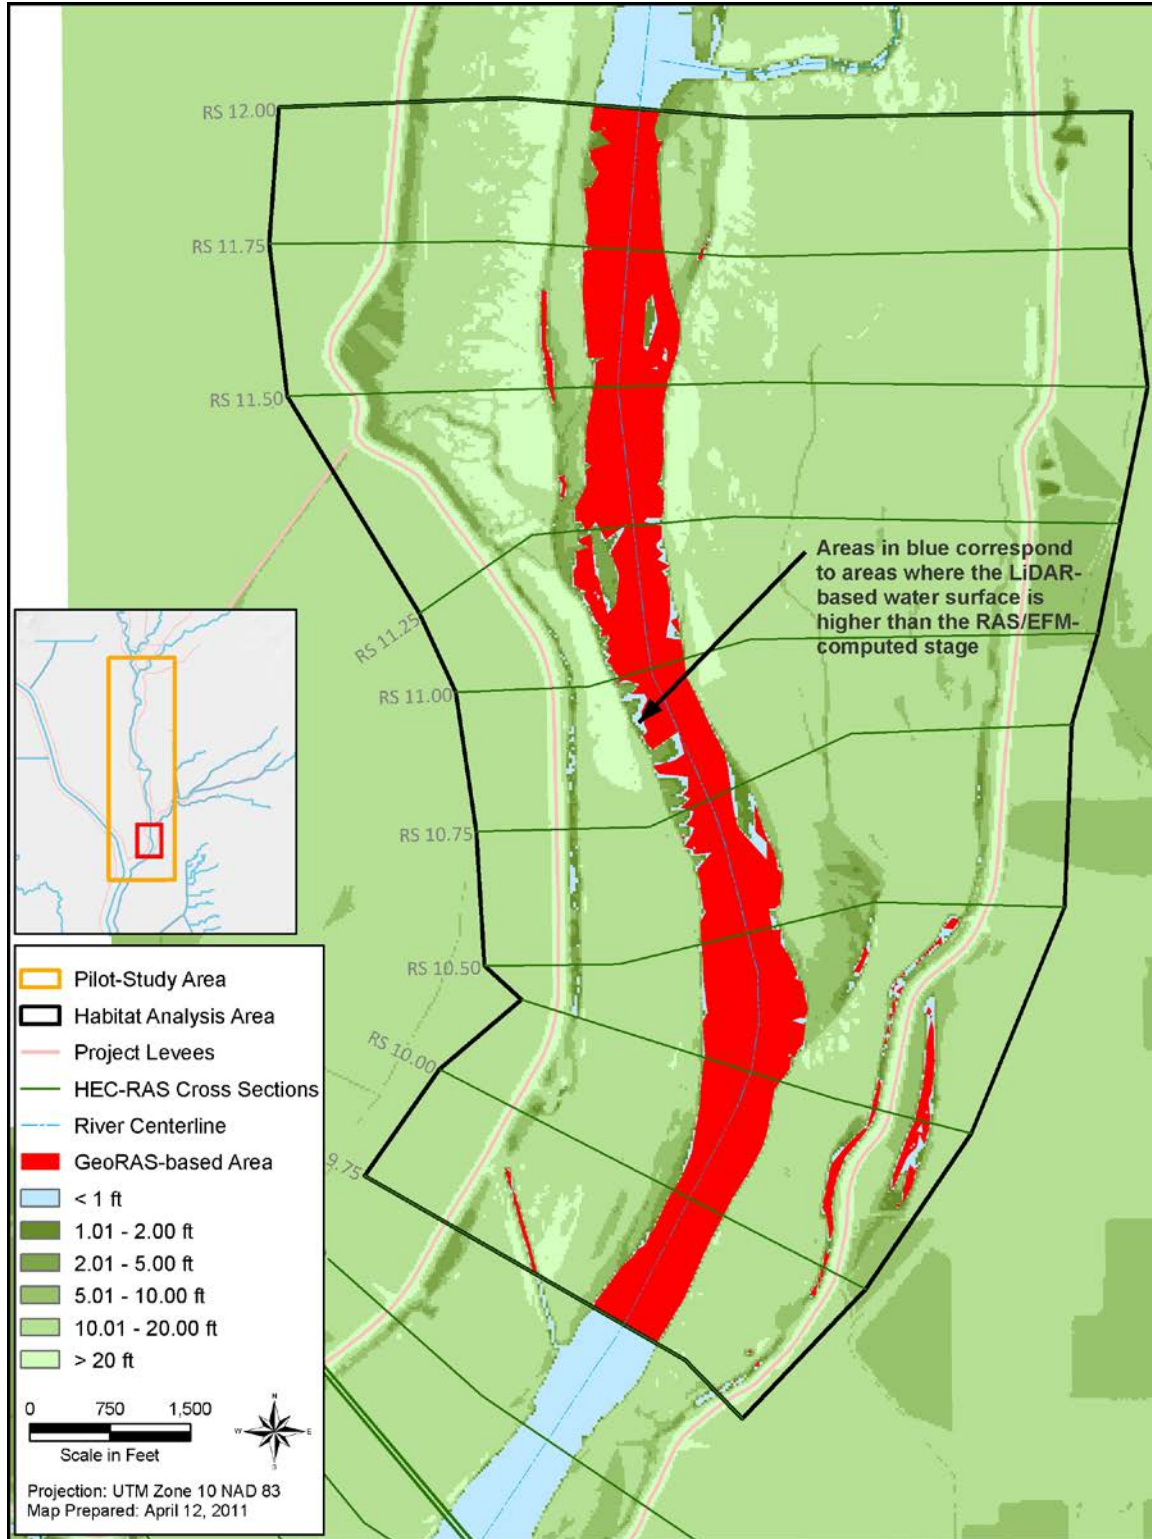 RS 12.00
RS 11.75
RS 11.50
Areas in blue correspond
to areas where the LiDAR-
based water surface is
higher than the RAS/EFM-
computed stage
RS 11.25
RS 11.00
RS 10.75
RS 10.50
RS 10.00
9.75
Pilot-Study Area
Habitat Analysis Area
Project Levees
HEC-RAS Cross Sections
River Centerline
GeoRAS-based Area
< 1 ft
1.01 - 2.00 ft
2.01 - 5.00 ft
5.01 - 10.00 ft
10.01 - 20.00 ft
> 20 ft
0 750 1,500
Scale in Feet
N
W E
S
Projection: UTM Zone 10 NAD 83
Map Prepared: April 12, 2011